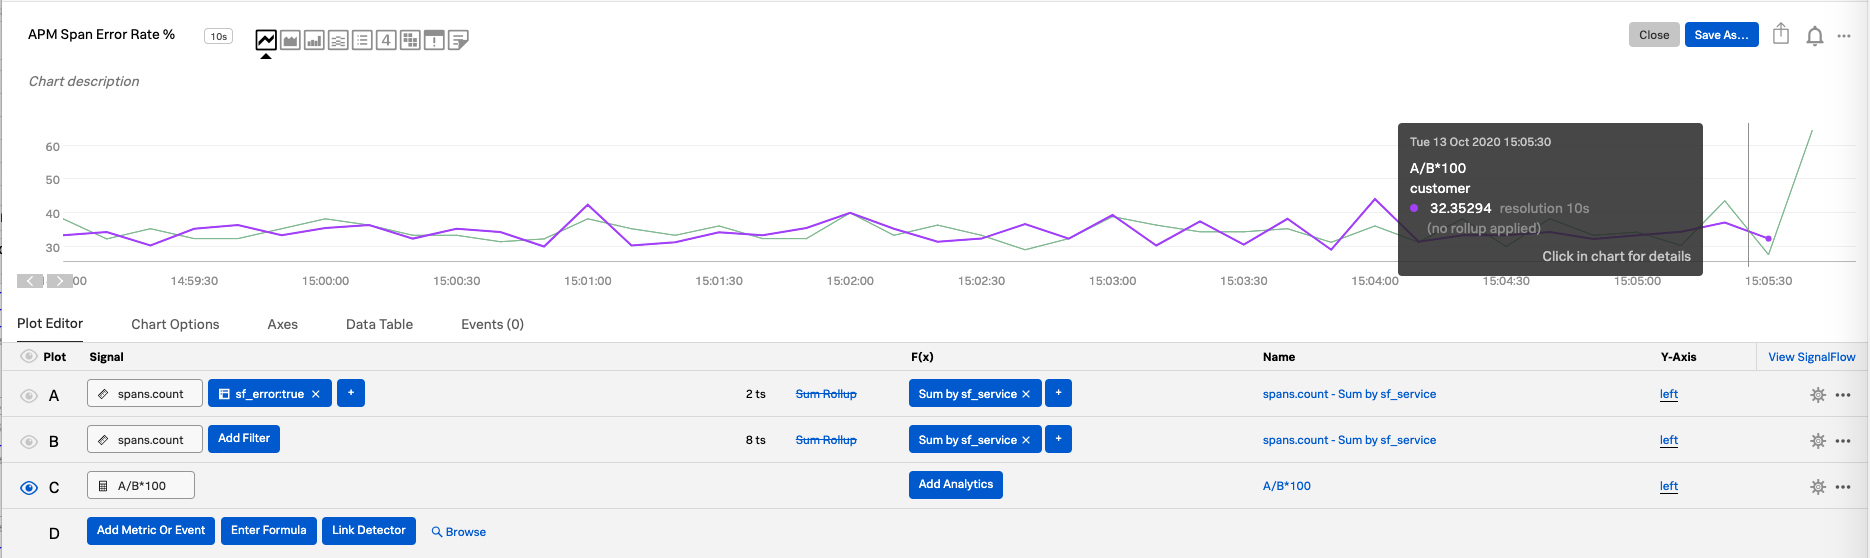 APM Span Error Rate %
10s
4
Close
Save As...
Chart description
60
50
40
30
Tue 13 Oct 2020 15:05:30
A/B*100
customer
32.35294 resolution 10s
(no rollup applied)
Click in chart for details
:00 14:59:30 15:00:00 15:00:30 15:01:00 15:01:30 15:02:00 15:02:30 15:03:00 15:03:30 15:04:00 15:04:30 15:05:00 15:05:30
Plot Editor Chart Options Axes Data Table Events (0)
Plot Signal F(x) Name Y-Axis View SignalFlow
A spans.count sf_error:true × + 2 ts Sum Rollup Sum by sf_service × + spans.count - Sum by sf_service left
B spans.count Add Filter 8 ts Sum Rollup Sum by sf_service × + spans.count - Sum by sf_service left
C A/B*100 Add Analytics A/B*100 left
D Add Metric Or Event Enter Formula Link Detector Browse